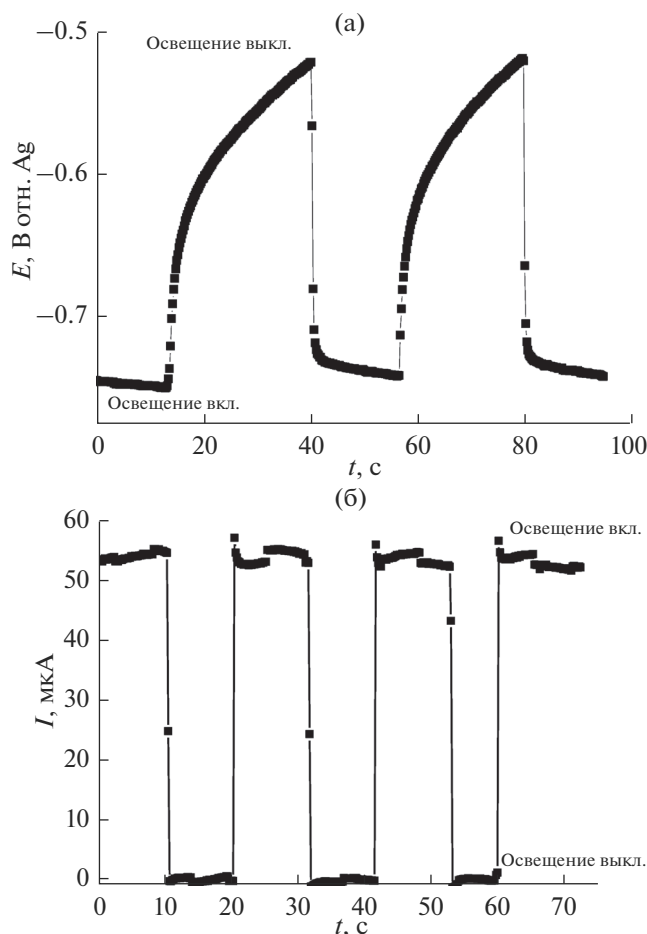 (а)
−0.5
Освещение выкл.
−0.6
E, В отн. Ag
−0.7
Освещение вкл.
0 20 40 60 80 100
t, с
(б)
60
Освещение вкл.
50
40
30
I, мкА
20
10
Освещение выкл.
0
0 10 20 30 40 50 60 70
t, с